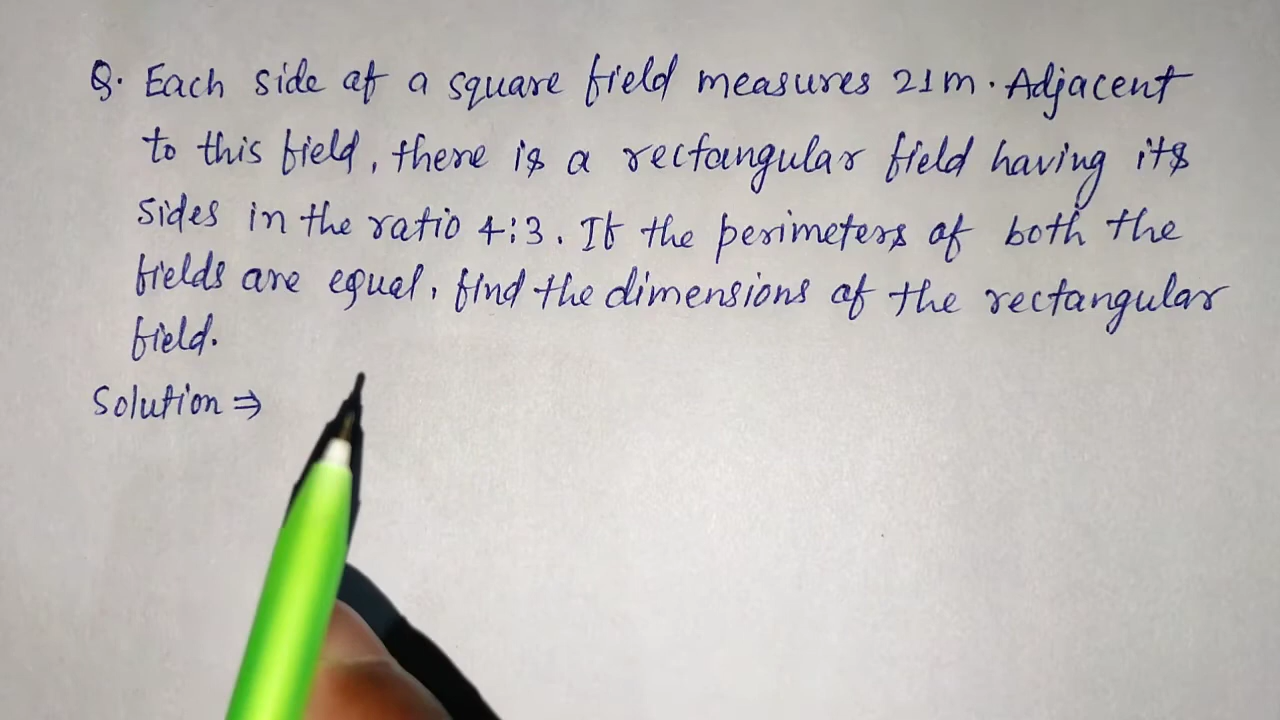 Q. Each side of a square field measures 21m. Adjacent
to this field, there is a rectangular field having its
sides in the ratio 4:3. If the perimeters of both the
fields are equal, find the dimensions of the rectangular
field.
Solution ⇒